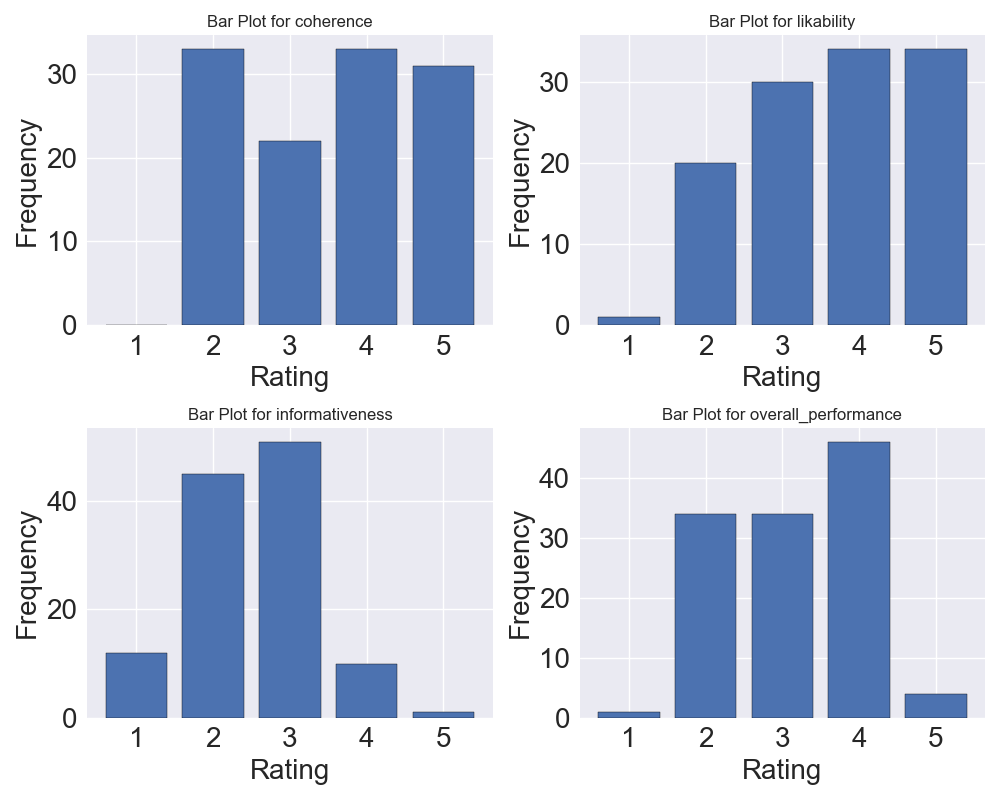 Bar Plot for coherence
Frequency
30
20
10
0
1 2 3 4 5
Rating
Bar Plot for likability
Frequency
30
20
10
0
1 2 3 4 5
Rating
Bar Plot for informativeness
Frequency
40
20
0
1 2 3 4 5
Rating
Bar Plot for overall_performance
Frequency
40
30
20
10
0
1 2 3 4 5
Rating